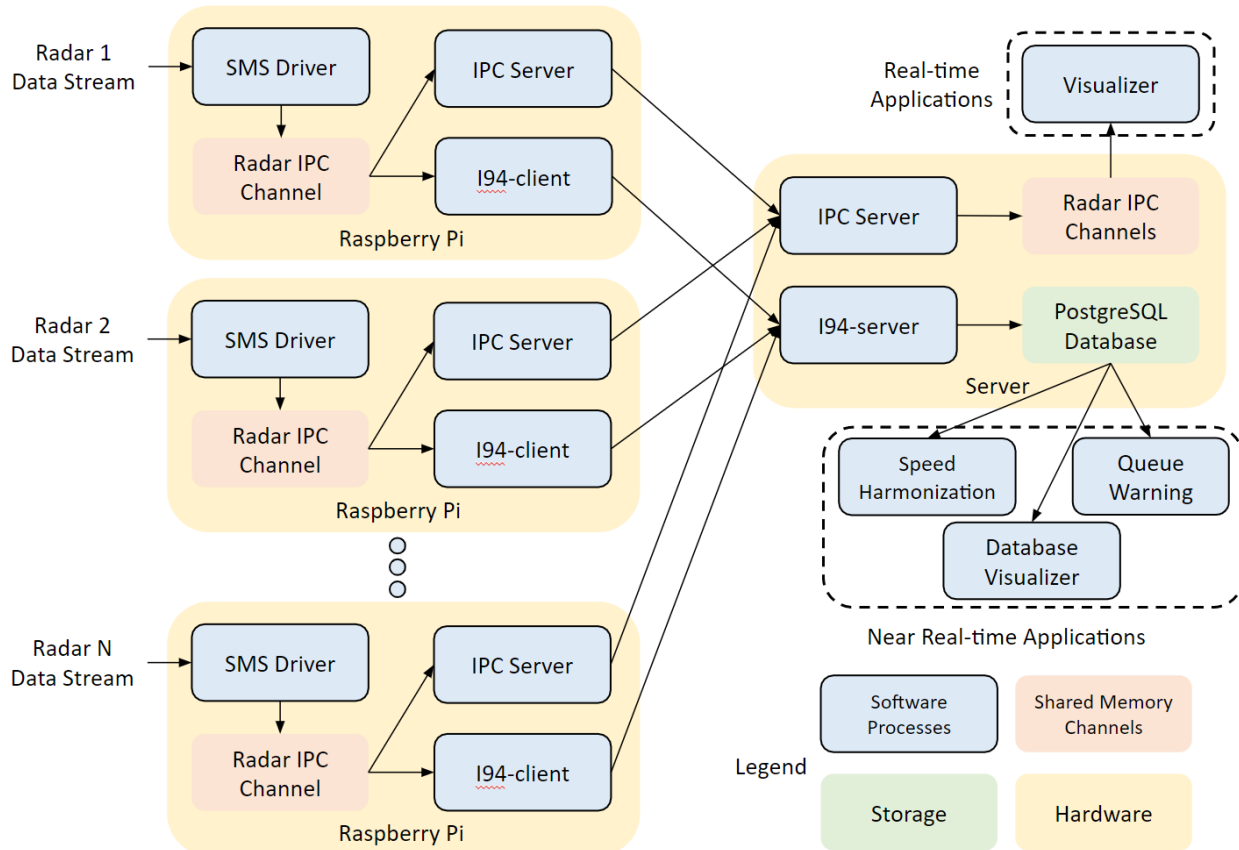 Radar 1
Data Stream
SMS Driver
IPC Server
Radar IPC
Channel
I94-client
Raspberry Pi
Radar 2
Data Stream
SMS Driver
IPC Server
Radar IPC
Channel
I94-client
Raspberry Pi
Radar N
Data Stream
SMS Driver
IPC Server
Radar IPC
Channel
I94-client
Raspberry Pi
Real-time
Applications
Visualizer
IPC Server
Radar IPC
Channels
I94-server
PostgreSQL
Database
Server
Speed
Harmonization
Queue
Warning
Database
Visualizer
Near Real-time Applications
Legend
Software
Processes
Shared Memory
Channels
Storage
Hardware